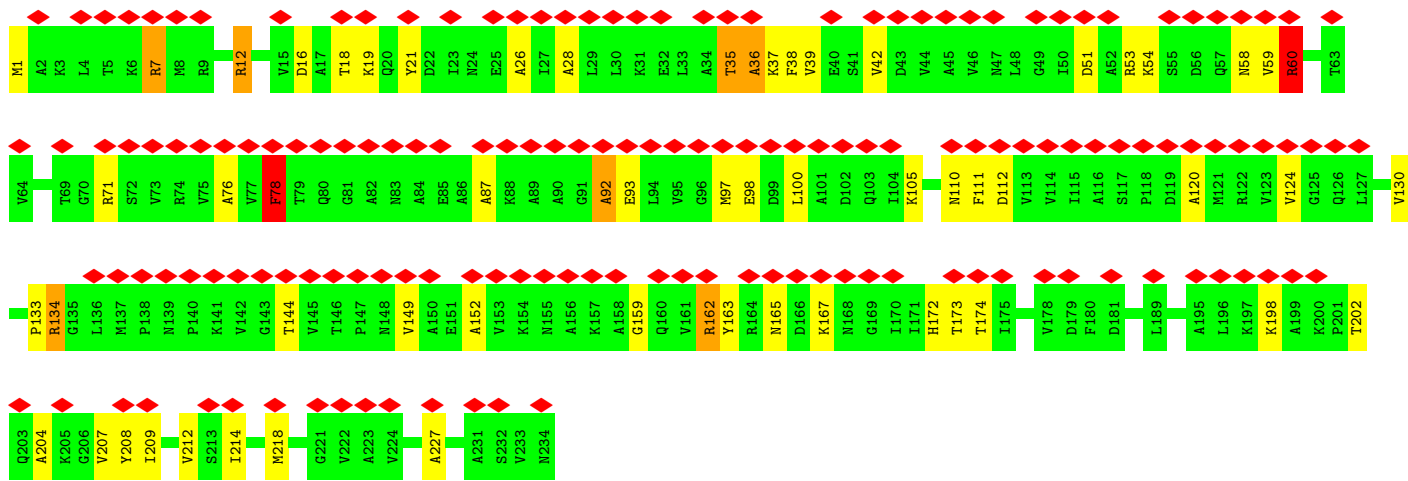 M1 A2 K3 L4 T5 K6 R7 M8 R9 R12 V15 D16 A17 T18 K19 Q20 Y21 D22 I23 N24 E25 A26 I27 A28 L29 L30 K31 E32 L33 A34 T35 A36 K37 F38 V39 E40 S41 V42 D43 V44 A45 V46 N47 L48 G49 I50 D51 A52 R53 K54 S55 D56 Q57 N58 V59 R60 T63
V64 T69 G70 R71 S72 V73 R74 V75 A76 V77 F78 T79 Q80 G81 A82 N83 A84 E85 A86 A87 K88 A89 A90 G91 A92 E93 L94 V95 G96 M97 E98 D99 L100 A101 D102 Q103 I104 K105 N110 F111 D112 V113 V114 I115 A116 S117 P118 D119 A120 M121 R122 V123 V124 G125 Q126 L127 V130
P133 R134 G135 L136 M137 P138 N139 P140 K141 V142 G143 T144 V145 T146 P147 N148 V149 A150 E151 A152 V153 K154 N155 A156 K157 A158 G159 Q160 V161 R162 Y163 R164 N165 D166 K167 N168 G169 I170 I171 H172 T173 T174 I175 V178 D179 F180 D181 L189 A195 L196 K197 K198 A199 K200 P201 T202
Q203 A204 K205 G206 V207 Y208 I209 V212 S213 I214 M218 G221 V222 A223 V224 A227 A231 S232 V233 N234